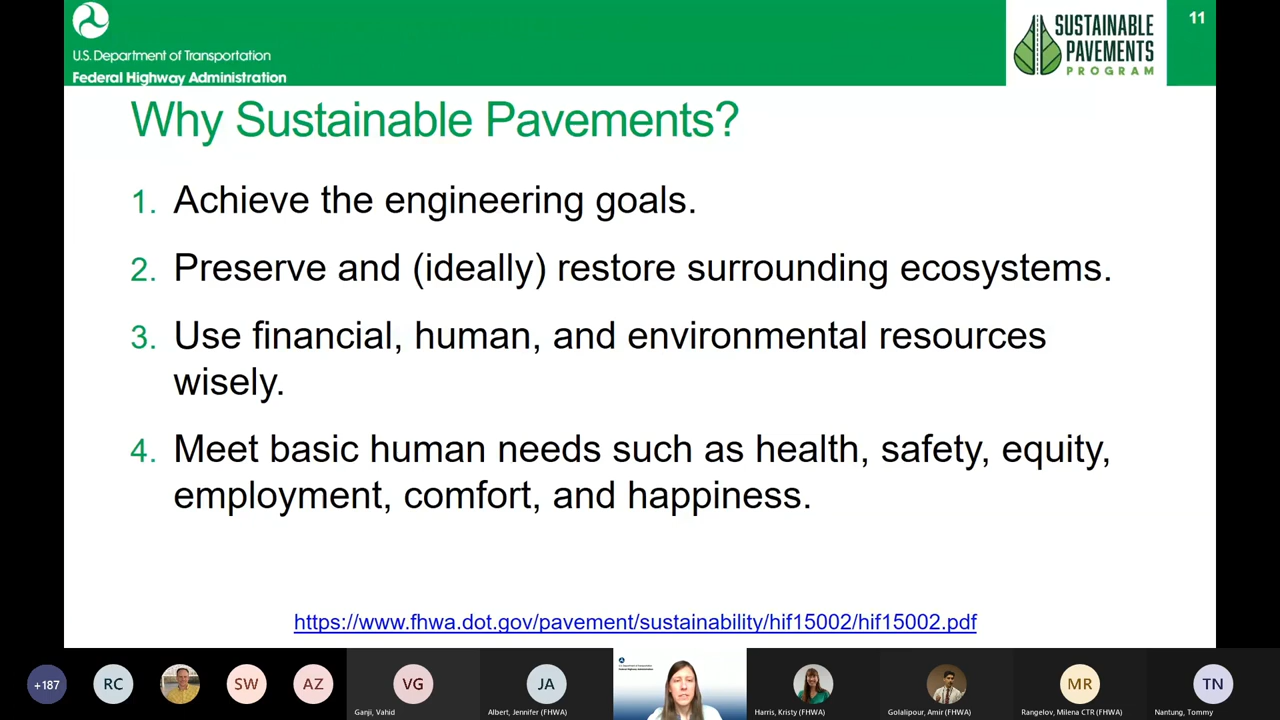 U.S. Department of Transportation
Federal Highway Administration
SUSTAINABLE
PAVEMENTS
PROGRAM
11
Why Sustainable Pavements?
1. Achieve the engineering goals.
2. Preserve and (ideally) restore surrounding ecosystems.
3. Use financial, human, and environmental resources
wisely.
4. Meet basic human needs such as health, safety, equity,
employment, comfort, and happiness.
https://www.fhwa.dot.gov/pavement/sustainability/hif15002/hif15002.pdf
+187
RC
SW
AZ
VG
JA
MR
TN
Ganji, Vahid
Albert, Jennifer (FHWA)
Harris, Kristy (FHWA)
Golalipour, Amir (FHWA)
Rangelov, Milena CTR (FHWA)
Nantung, Tommy